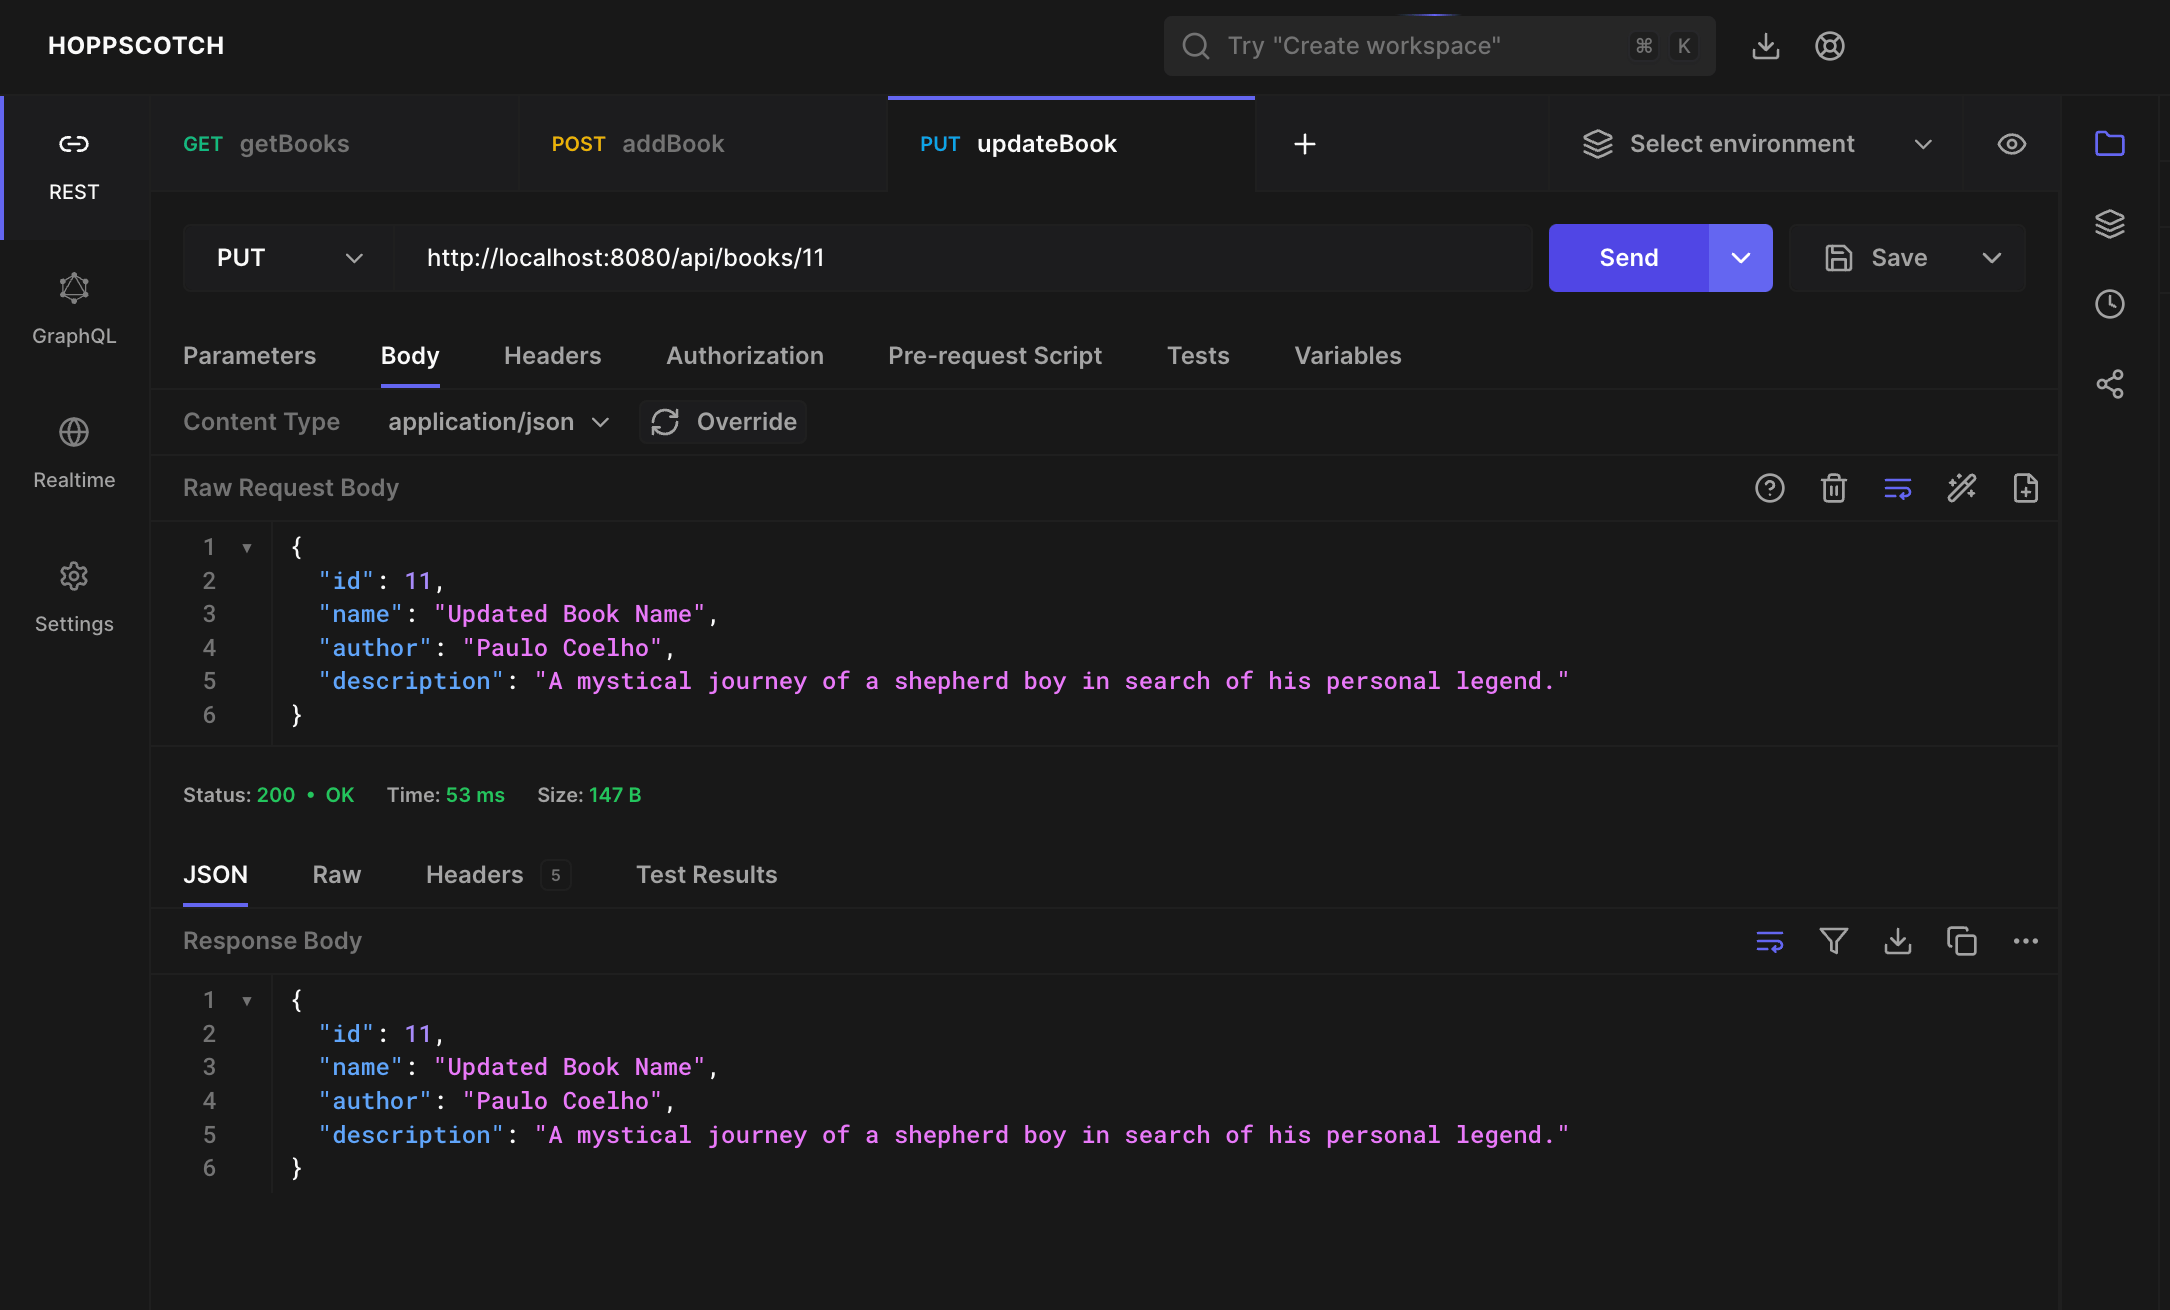 HOPPSCOTCH
Try "Create workspace" ⌘ K
REST
GraphQL
Realtime
Settings
GET getBooks
POST addBook
PUT updateBook
Select environment
PUT
http://localhost:8080/api/books/11
Send
Save
Parameters Body Headers Authorization Pre-request Script Tests Variables
Content Type application/json Override
Raw Request Body
1 {
2 "id": 11,
3 "name": "Updated Book Name",
4 "author": "Paulo Coelho",
5 "description": "A mystical journey of a shepherd boy in search of his personal legend."
6 }
Status: 200 • OK Time: 53 ms Size: 147 B
JSON Raw Headers 5 Test Results
Response Body
1 {
2 "id": 11,
3 "name": "Updated Book Name",
4 "author": "Paulo Coelho",
5 "description": "A mystical journey of a shepherd boy in search of his personal legend."
6 }